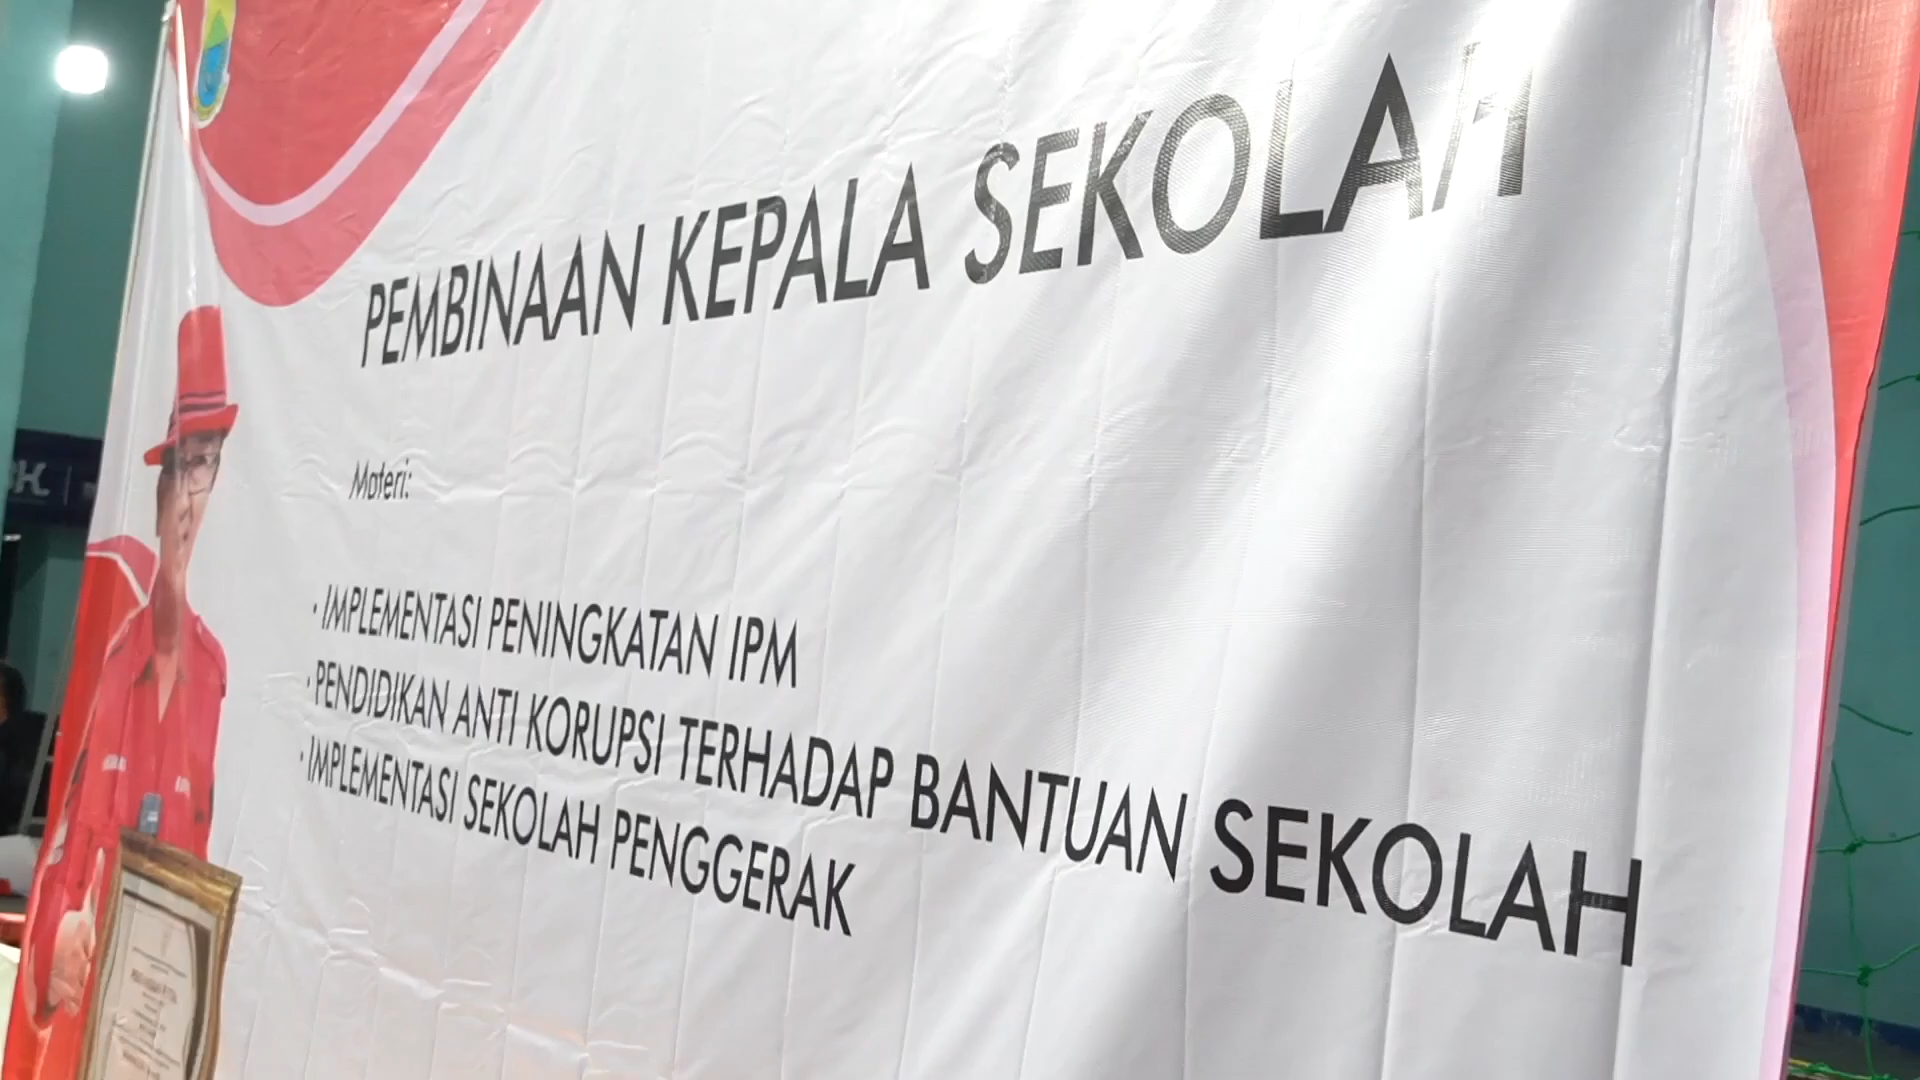 PEMBINAAN KEPALA SEKOLAH
Materi:
· IMPLEMENTASI PENINGKATAN IPM
· PENDIDIKAN ANTI KORUPSI TERHADAP BANTUAN SEKOLAH
· IMPLEMENTASI SEKOLAH PENGGERAK